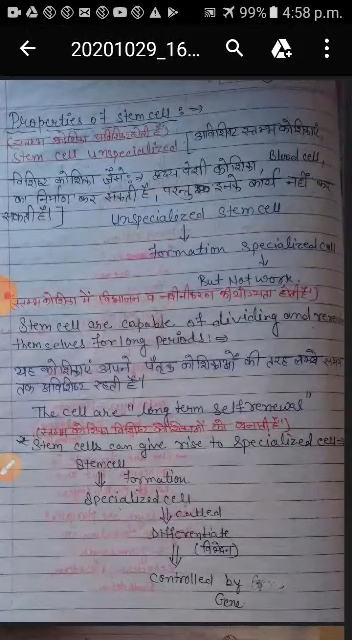 99% 4:58 p.m.
20201029_16...
Properties of stem cell :⇒
(स्तम्भ कोशिका अविशिष्ट होती है)
stem cell unspecialized [अविशिष्ट स्तम्भ कोशिकाएं,
विशिष्ट कोशिका जैसे:⇒ हृदय पेशी कोशिका, Blood cell,
का निर्माण कर सकती है, परन्तु इनके कार्य नहीं कर
सकती है।]
Unspecialized stemcell
↓
formation specialized cell
↓
But Not work.
(स्तम्भ कोशिका में विभाजन व नवीनीकरण की योग्यता होती है)
Stem cell are capable of dividing and
themselves for long periods:⇒
यह कोशिकाएं अपने पैतृक कोशिकाओं की तरह लम्बे समय
तक अविशिष्ट रहती है।
The cell are "long term self renewal"
(स्तम्भ कोशिका विशिष्ट कोशिकाओं को बनाती है)
* Stem cells can give rise to specialized cell⇒
Stemcell
⇓ formation
Specialized cell
⇓ called
Differentiate
⇓ (विभेदन)
Controlled by
Gene